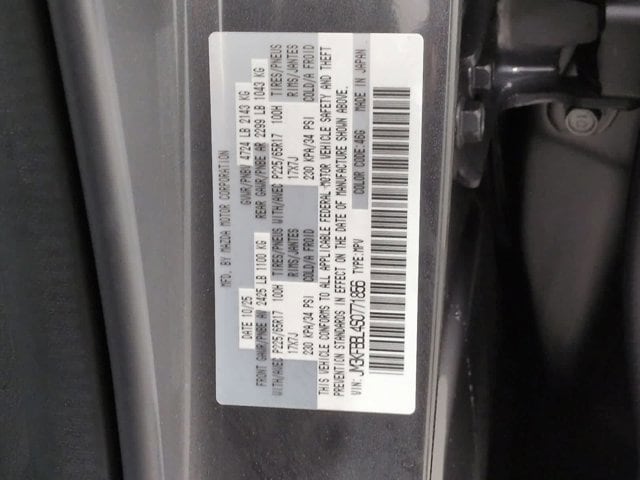 MFD. BY MAZDA MOTOR CORPORATION
DATE 10/25 GVWR/PNBV 4724 LB 2143 KG
FRONT GAWR/PNBE AV 2425 LB 1100 KG REAR GAWR/PNBE AR 2299 LB 1043 KG
WITH/AVEC P225/65R17 100H TIRES/PNEUS WITH/AVEC P225/65R17 100H TIRES/PNEUS
17X7J RIMS/JANTES 17X7J RIMS/JANTES
230 KPA/34 PSI COLD/A FROID 230 KPA/34 PSI COLD/A FROID
THIS VEHICLE CONFORMS TO ALL APPLICABLE FEDERAL-MOTOR VEHICLE SAFETY AND THEFT
PREVENTION STANDARDS IN EFFECT ON THE DATE OF MANUFACTURE SHOWN ABOVE.
VIN: JM3KFBBL4S0771866 TYPE:MPV COLOR CODE:46G MADE IN JAPAN